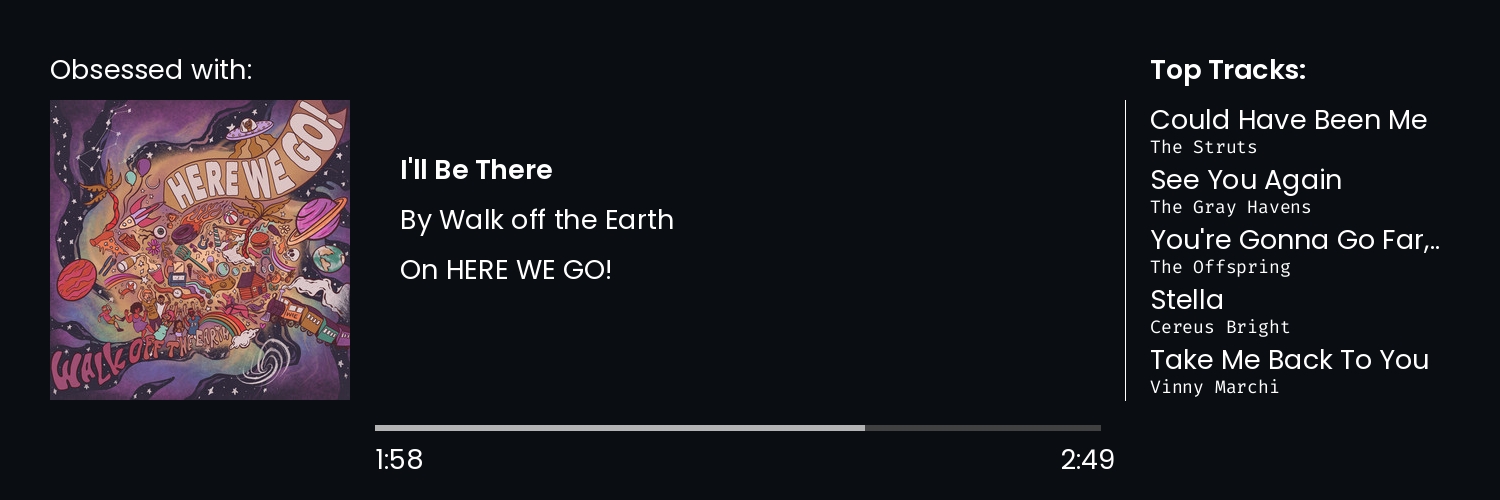 Obsessed with:
HERE WE GO!
WALK OFF THE EARTH
I'll Be There
By Walk off the Earth
On HERE WE GO!
1:58
2:49
Top Tracks:
Could Have Been Me
The Struts
See You Again
The Gray Havens
You're Gonna Go Far,..
The Offspring
Stella
Cereus Bright
Take Me Back To You
Vinny Marchi